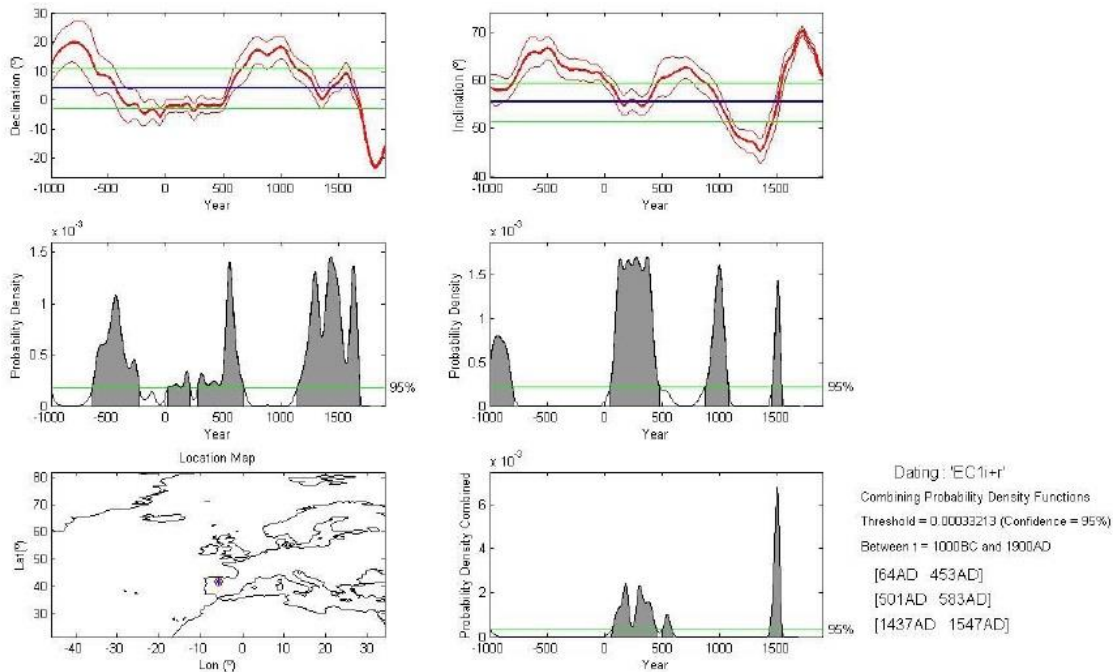 30
20
10
0
-10
-20
Declination (º)
-1000 -500 0 500 1000 1500
Year
70
60
50
40
Inclination (º)
-1000 -500 0 500 1000 1500
Year
x 10⁻³
1.5
1
0.5
0
Probability Density
95%
-1000 -500 0 500 1000 1500
Year
x 10⁻³
1.5
1
0.5
0
Probability Density
95%
-1000 -500 0 500 1000 1500
Year
Location Map
80
70
60
50
40
30
Lat(º)
-40 -30 -20 -10 0 10 20 30
Lon (º)
x 10⁻³
6
4
2
0
Probability Density Combined
95%
-1000 -500 0 500 1000 1500
Year
Dating : 'EC1i+r'
Combining Probability Density Functions
Threshold = 0.00033213 (Confidence = 95%)
Between t = 1000BC and 1900AD
[64AD 453AD]
[501AD 583AD]
[1437AD 1547AD]